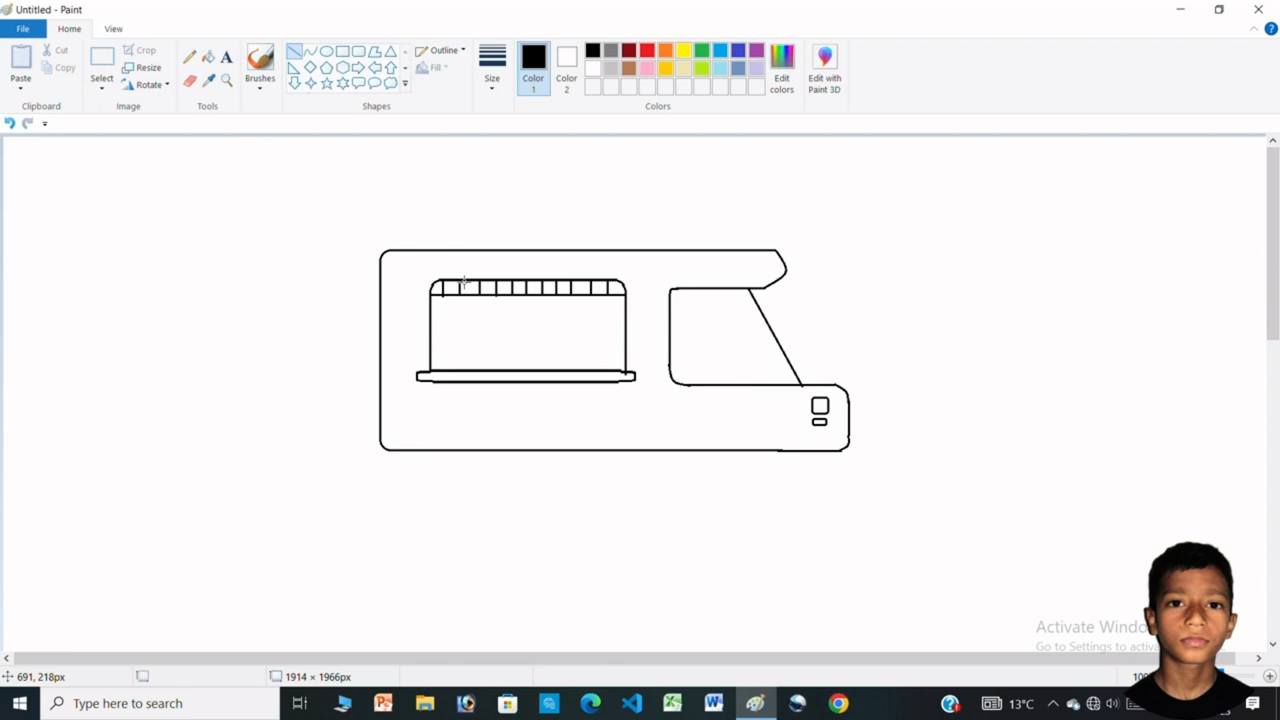 Untitled - Paint
File Home View
Paste
Cut
Copy
Select
Crop
Resize
Rotate
Brushes
Outline
Fill
Size
Color 1
Color 2
Edit colors
Edit with Paint 3D
Clipboard Image Tools Shapes Colors
Activate Windo
Go to Settings to activa
691, 218px 1914 × 1966px 100
Type here to search
13°C